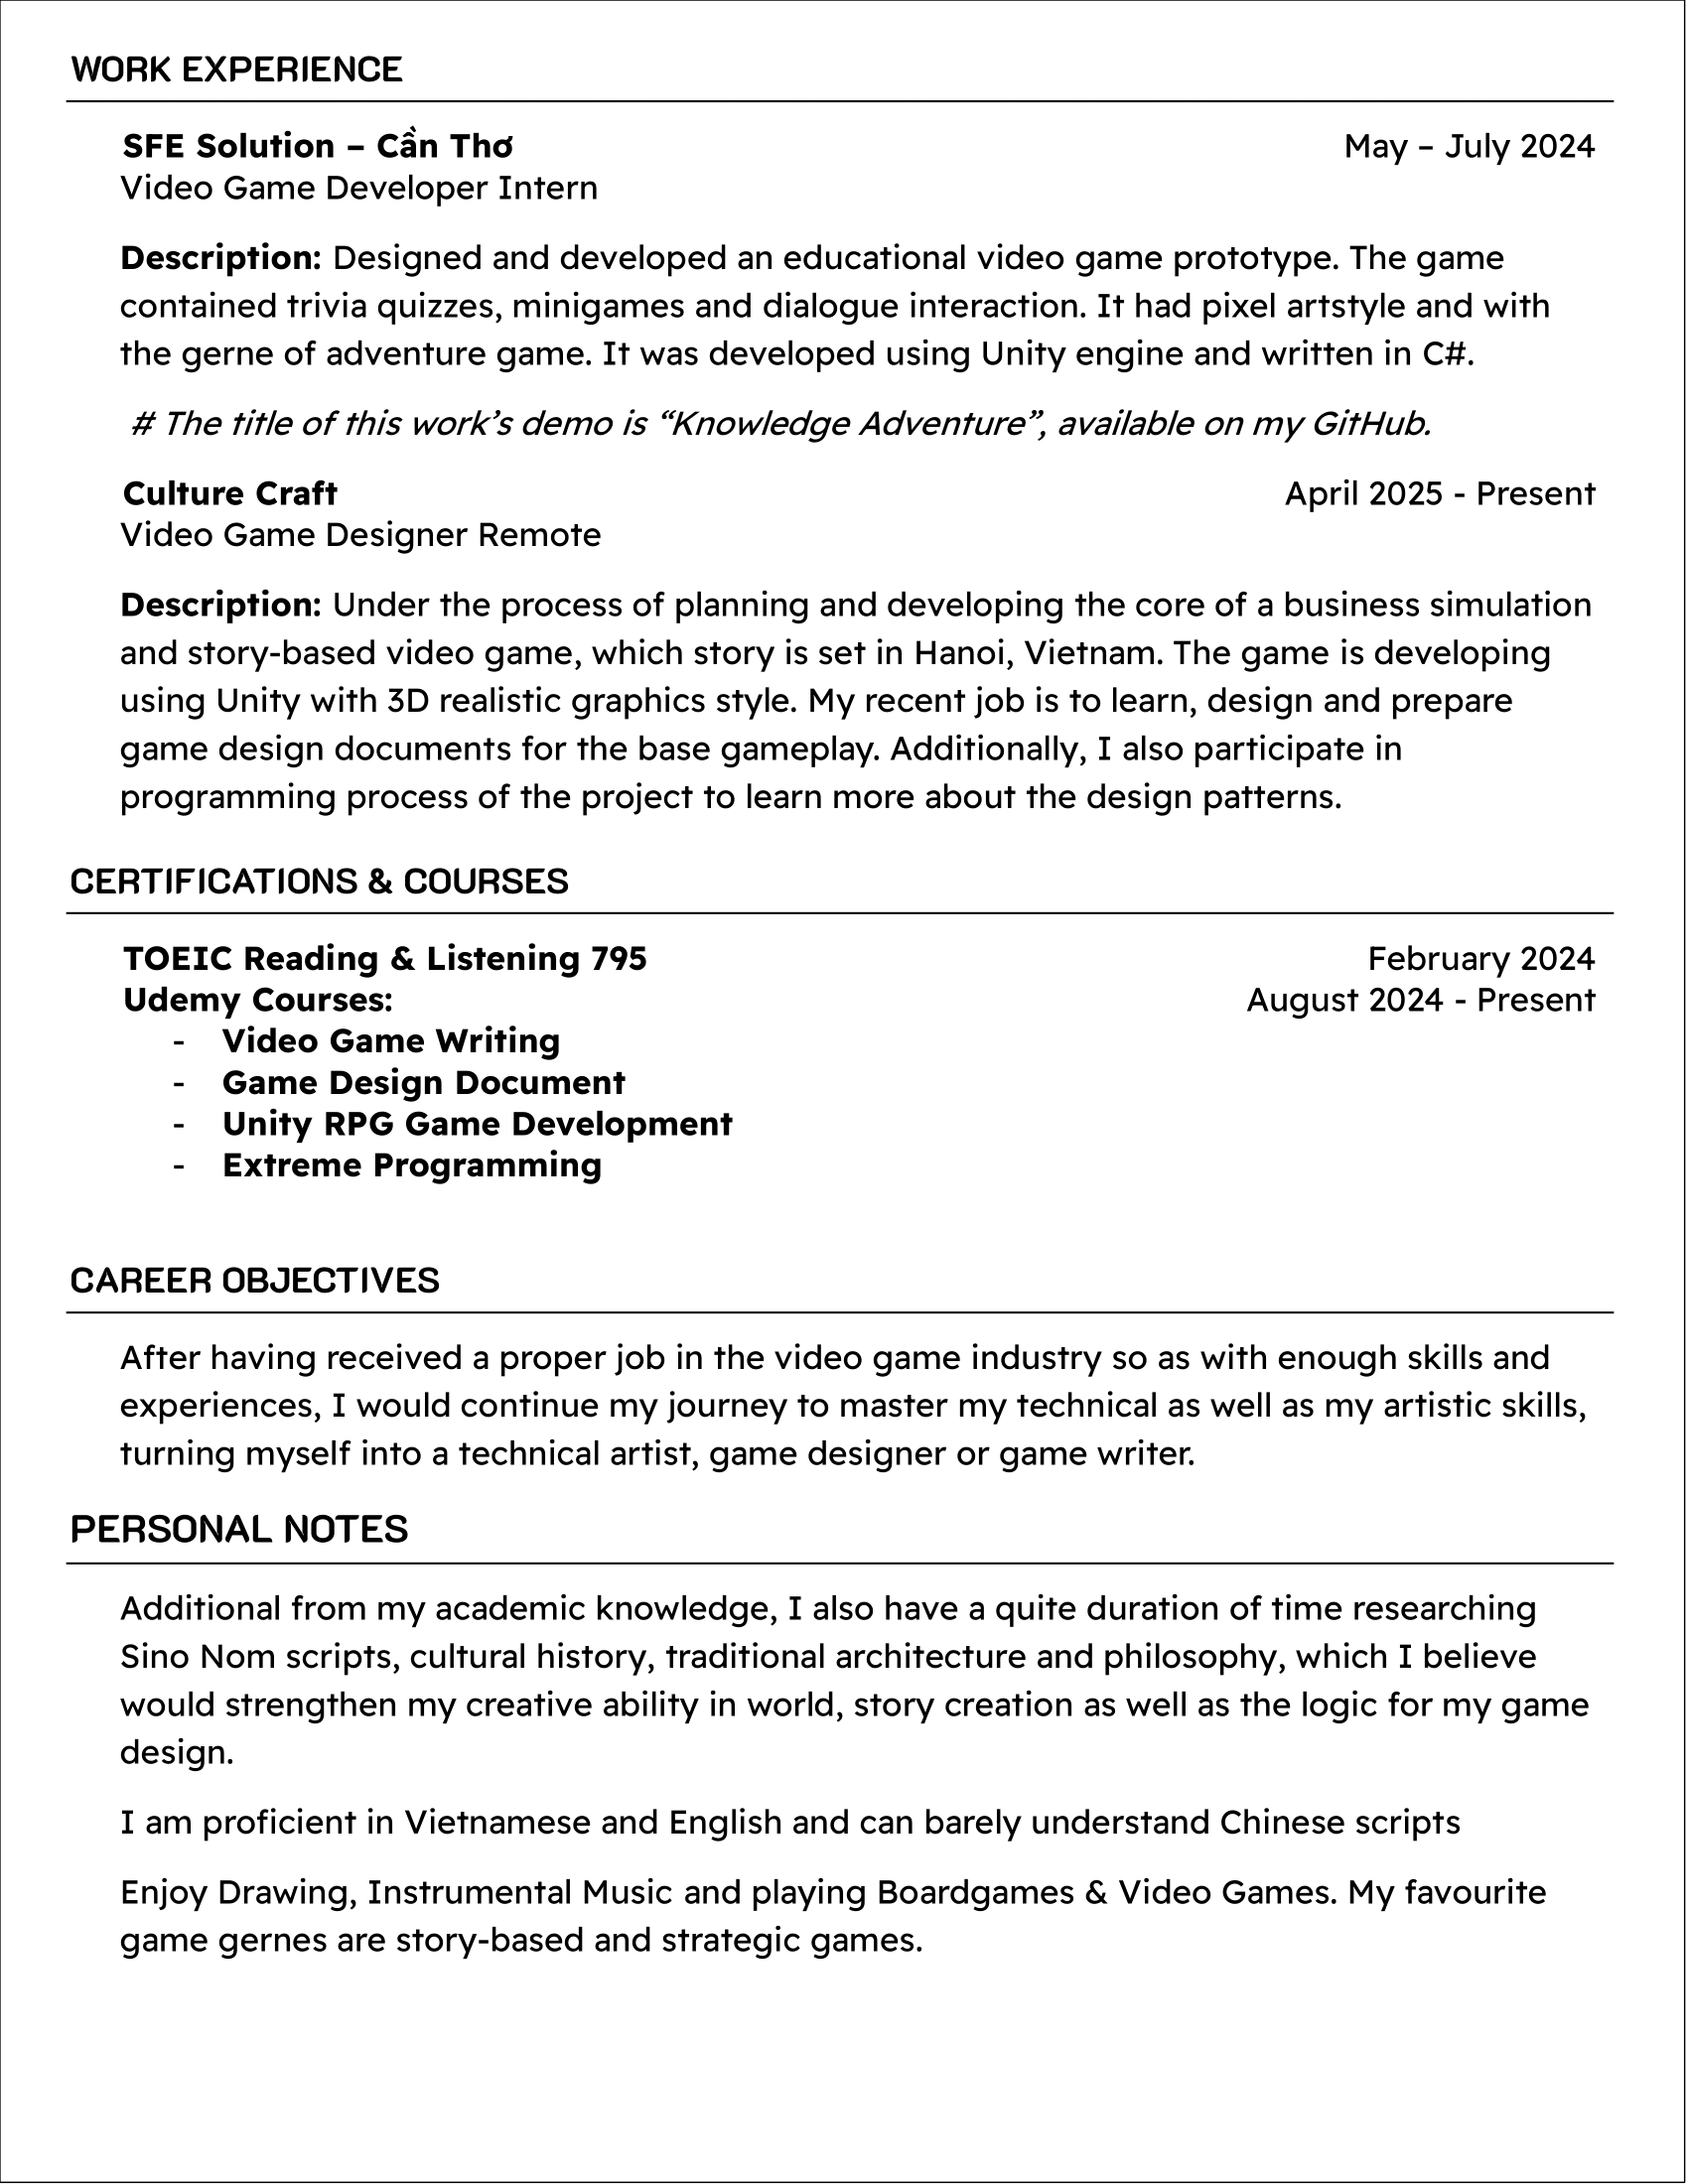 WORK EXPERIENCE
SFE Solution – Cần Thơ May – July 2024
Video Game Developer Intern
Description: Designed and developed an educational video game prototype. The game
contained trivia quizzes, minigames and dialogue interaction. It had pixel artstyle and with
the gerne of adventure game. It was developed using Unity engine and written in C#.
# The title of this work’s demo is “Knowledge Adventure”, available on my GitHub.
Culture Craft April 2025 - Present
Video Game Designer Remote
Description: Under the process of planning and developing the core of a business simulation
and story-based video game, which story is set in Hanoi, Vietnam. The game is developing
using Unity with 3D realistic graphics style. My recent job is to learn, design and prepare
game design documents for the base gameplay. Additionally, I also participate in
programming process of the project to learn more about the design patterns.
CERTIFICATIONS & COURSES
TOEIC Reading & Listening 795 February 2024
Udemy Courses: August 2024 - Present
- Video Game Writing
- Game Design Document
- Unity RPG Game Development
- Extreme Programming
CAREER OBJECTIVES
After having received a proper job in the video game industry so as with enough skills and
experiences, I would continue my journey to master my technical as well as my artistic skills,
turning myself into a technical artist, game designer or game writer.
PERSONAL NOTES
Additional from my academic knowledge, I also have a quite duration of time researching
Sino Nom scripts, cultural history, traditional architecture and philosophy, which I believe
would strengthen my creative ability in world, story creation as well as the logic for my game
design.
I am proficient in Vietnamese and English and can barely understand Chinese scripts
Enjoy Drawing, Instrumental Music and playing Boardgames & Video Games. My favourite
game gernes are story-based and strategic games.